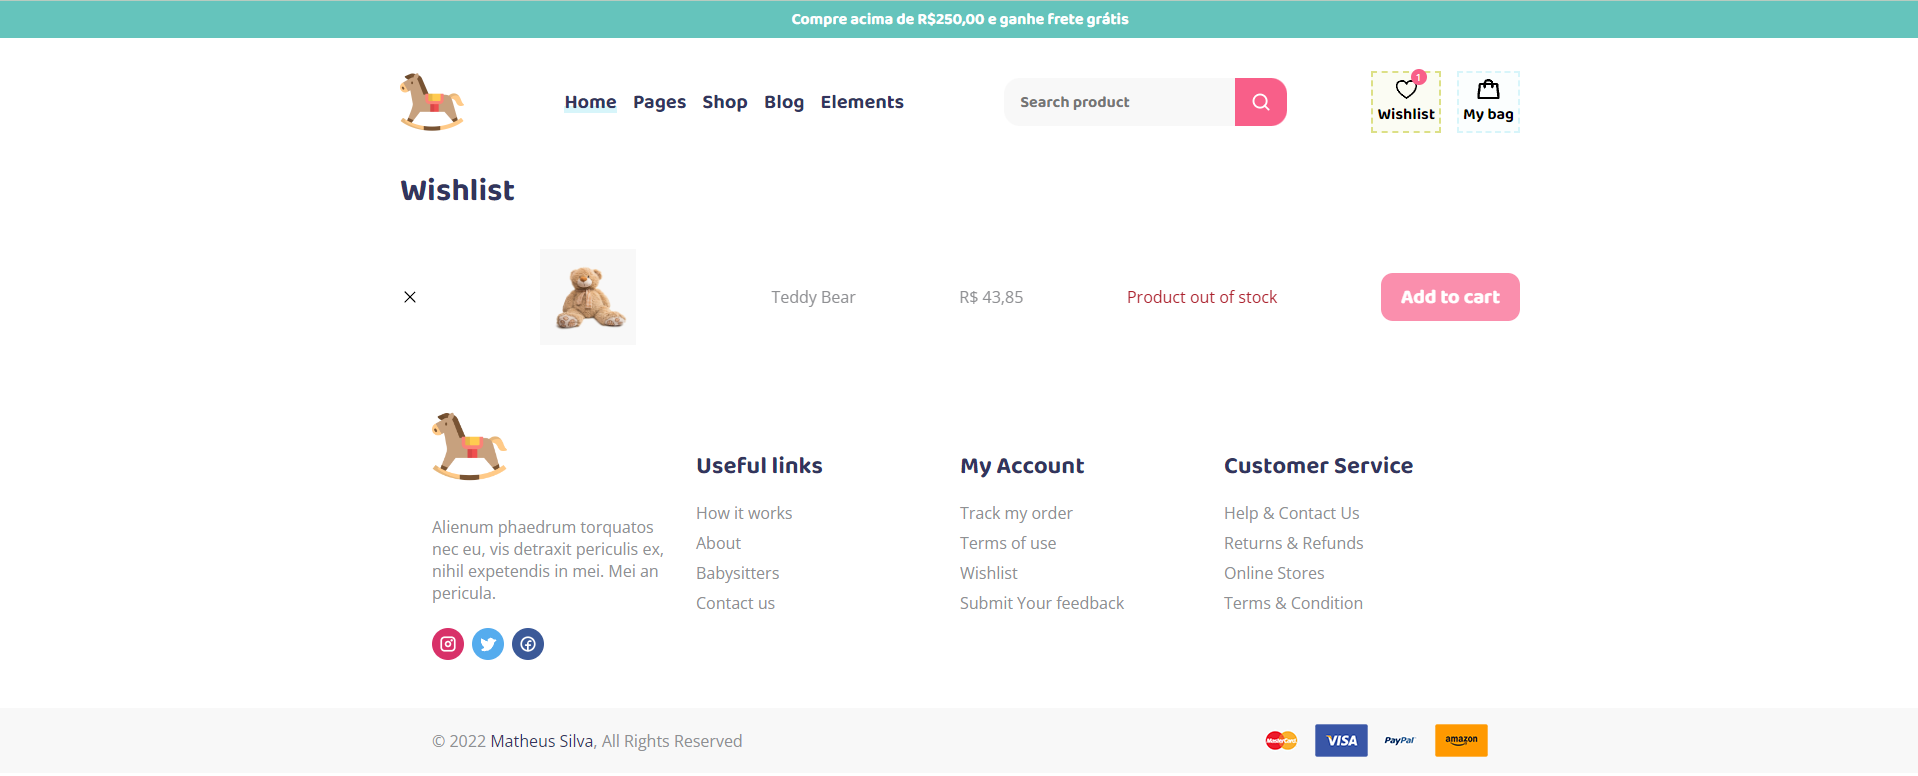 Compre acima de R$250,00 e ganhe frete grátis
Home Pages Shop Blog Elements
Search product
1
Wishlist
My bag
Wishlist
Teddy Bear
R$ 43,85
Product out of stock
Add to cart
Alienum phaedrum torquatos
nec eu, vis detraxit periculis ex,
nihil expetendis in mei. Mei an
pericula.
Useful links
How it works
About
Babysitters
Contact us
My Account
Track my order
Terms of use
Wishlist
Submit Your feedback
Customer Service
Help & Contact Us
Returns & Refunds
Online Stores
Terms & Condition
© 2022 Matheus Silva, All Rights Reserved
MasterCard VISA PayPal amazon